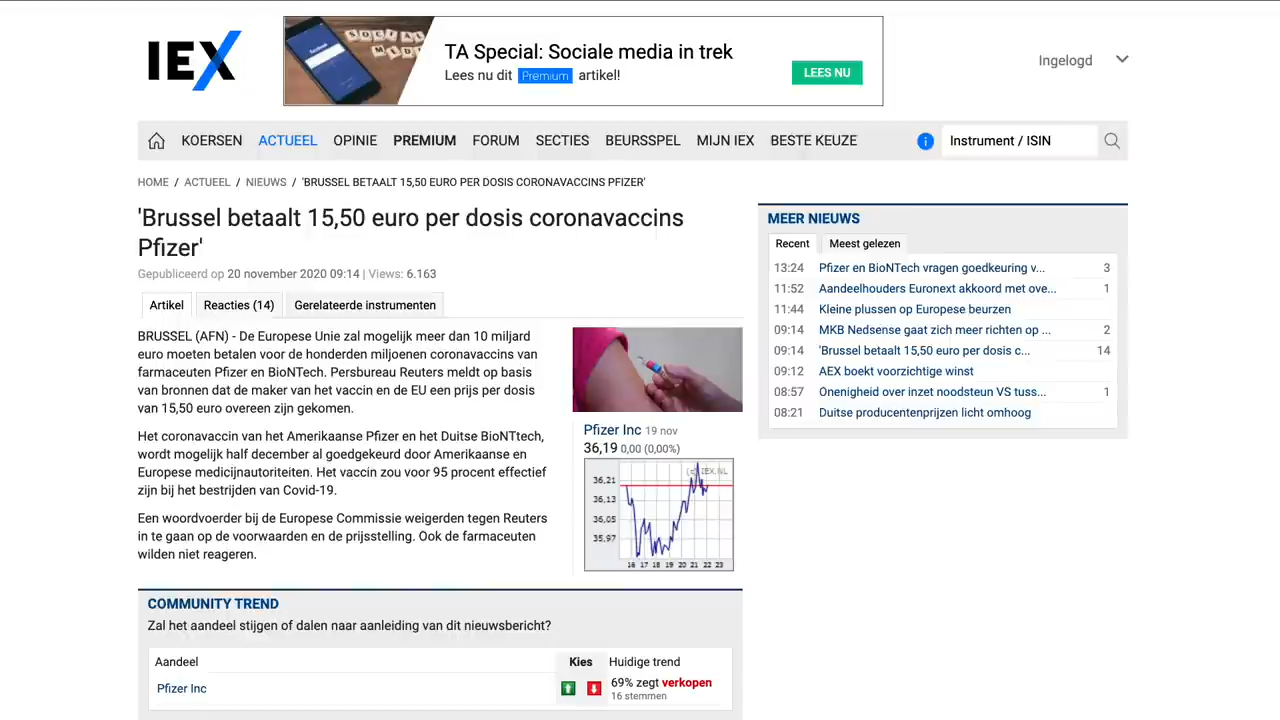 IEX
TA Special: Sociale media in trek
Lees nu dit Premium artikel!
LEES NU
Ingelogd
KOERSEN ACTUEEL OPINIE PREMIUM FORUM SECTIES BEURSSPEL MIJN IEX BESTE KEUZE
Instrument / ISIN
HOME / ACTUEEL / NIEUWS / 'BRUSSEL BETAALT 15,50 EURO PER DOSIS CORONAVACCINS PFIZER'
'Brussel betaalt 15,50 euro per dosis coronavaccins
Pfizer'
Gepubliceerd op 20 november 2020 09:14 | Views: 6.163
Artikel Reacties (14) Gerelateerde instrumenten
BRUSSEL (AFN) - De Europese Unie zal mogelijk meer dan 10 miljard
euro moeten betalen voor de honderden miljoenen coronavaccins van
farmaceuten Pfizer en BioNTech. Persbureau Reuters meldt op basis
van bronnen dat de maker van het vaccin en de EU een prijs per dosis
van 15,50 euro overeen zijn gekomen.
Het coronavaccin van het Amerikaanse Pfizer en het Duitse BioNTtech,
wordt mogelijk half december al goedgekeurd door Amerikaanse en
Europese medicijnautoriteiten. Het vaccin zou voor 95 procent effectief
zijn bij het bestrijden van Covid-19.
Een woordvoerder bij de Europese Commissie weigerden tegen Reuters
in te gaan op de voorwaarden en de prijsstelling. Ook de farmaceuten
wilden niet reageren.
Pfizer Inc 19 nov
36,19 0,00 (0,00%)
(c) IEX.NL
36,21
36,13
36,05
35,97
16 17 18 19 20 21 22 23
MEER NIEUWS
Recent Meest gelezen
13:24 Pfizer en BioNTech vragen goedkeuring v... 3
11:52 Aandeelhouders Euronext akkoord met ove... 1
11:44 Kleine plussen op Europese beurzen
09:14 MKB Nedsense gaat zich meer richten op ... 2
09:14 'Brussel betaalt 15,50 euro per dosis c... 14
09:12 AEX boekt voorzichtige winst
08:57 Onenigheid over inzet noodsteun VS tuss... 1
08:21 Duitse producentenprijzen licht omhoog
COMMUNITY TREND
Zal het aandeel stijgen of dalen naar aanleiding van dit nieuwsbericht?
Aandeel Kies Huidige trend
Pfizer Inc 69% zegt verkopen
16 stemmen